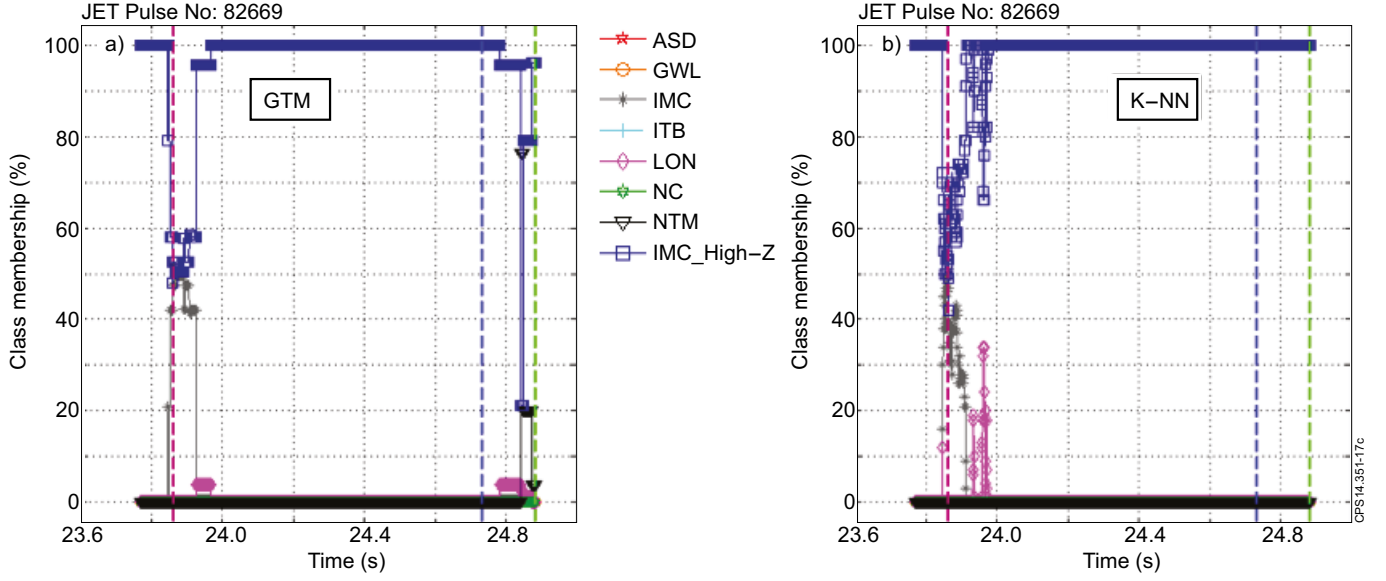 JET Pulse No: 82669
a)
GTM
100
80
60
40
20
0
Class membership (%)
23.6
24.0
24.4
24.8
Time (s)
ASD
GWL
IMC
ITB
LON
NC
NTM
IMC_High–Z
JET Pulse No: 82669
b)
K–NN
100
80
60
40
20
0
Class membership (%)
23.6
24.0
24.4
24.8
Time (s)
CPS14.351-17c